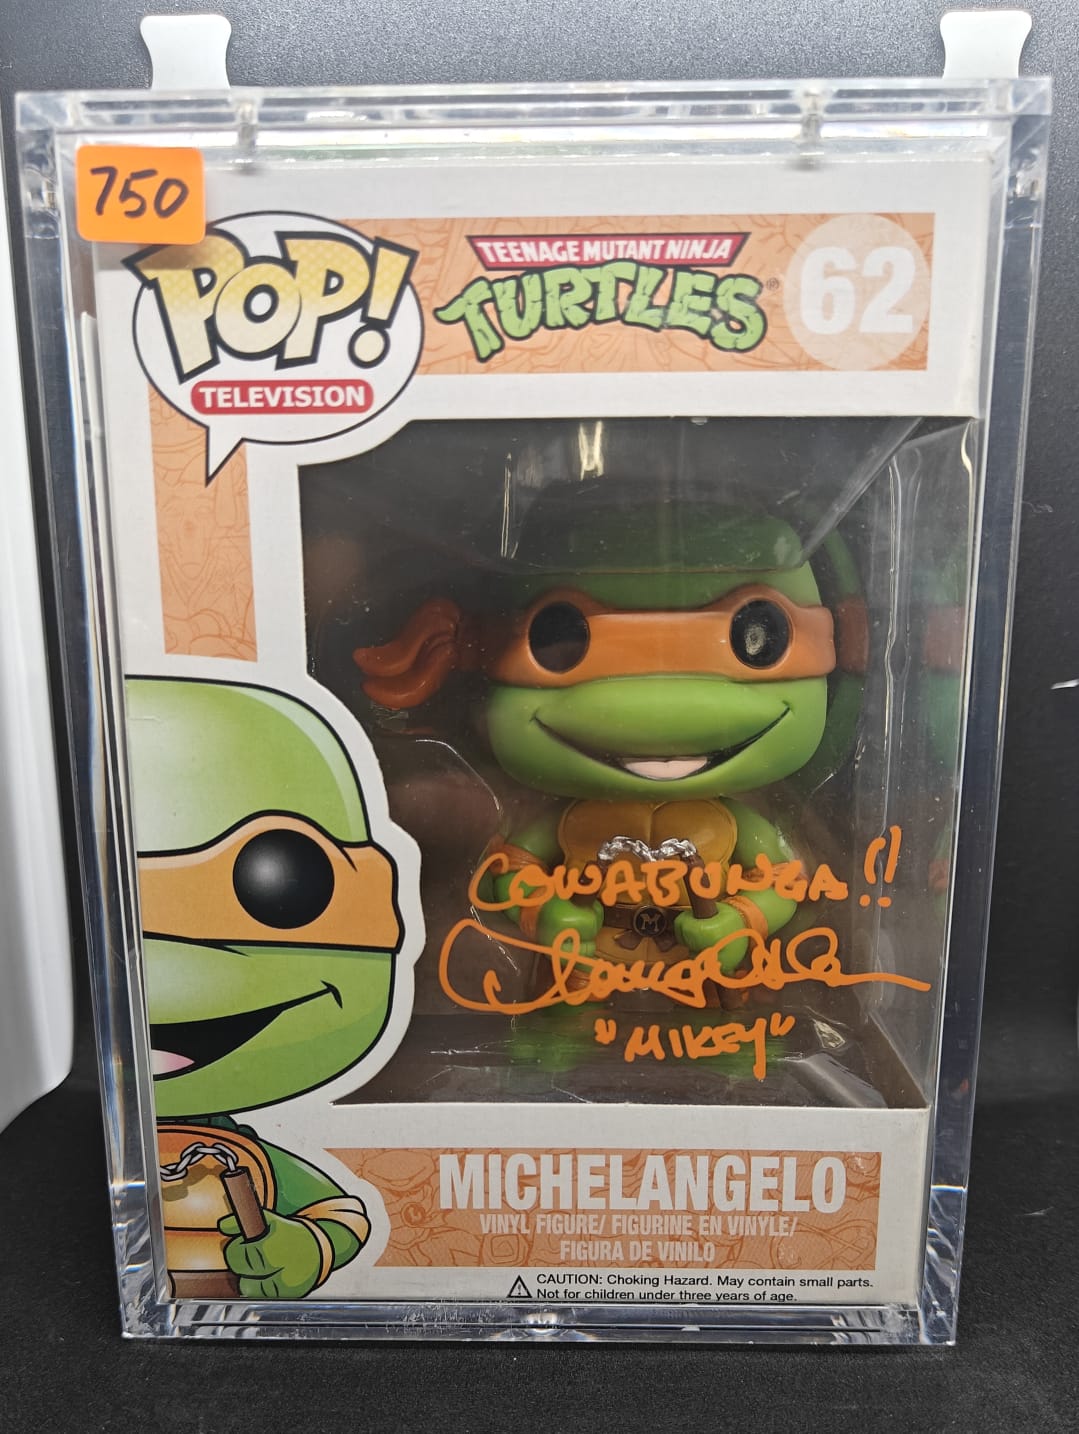 750
POP!
TELEVISION
TEENAGE MUTANT NINJA
TURTLES®
62
COWABUNGA!!
"MIKEY"
M
MICHELANGELO
VINYL FIGURE/ FIGURINE EN VINYLE/
FIGURA DE VINILO
CAUTION: Choking Hazard. May contain small parts.
Not for children under three years of age.